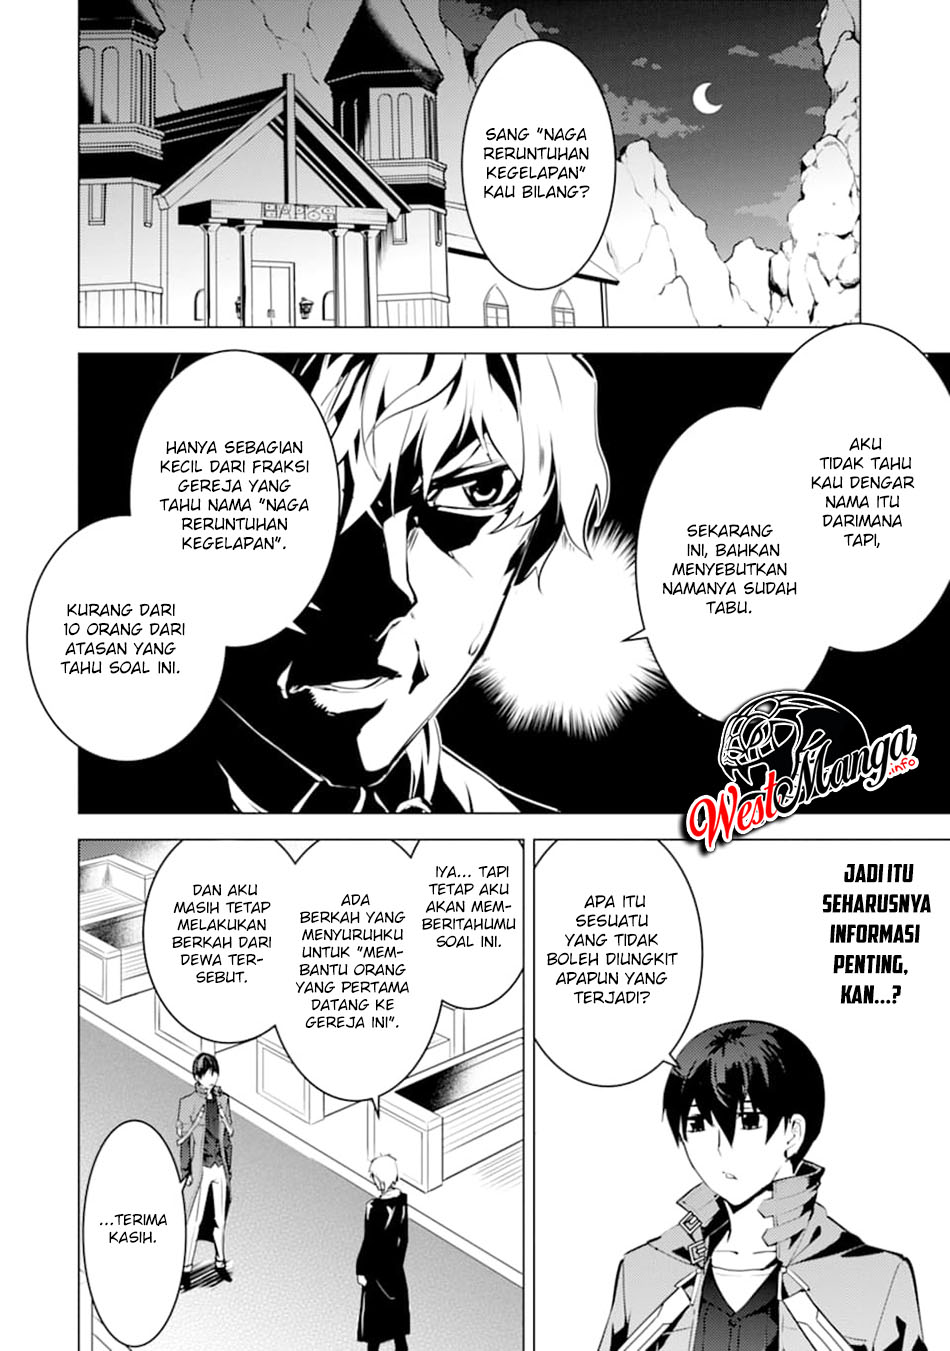 SANG "NAGA
RERUNTUHAN
KEGELAPAN"
KAU BILANG?
AKU
TIDAK TAHU
KAU DENGAR
NAMA ITU
DARIMANA
TAPI,
SEKARANG
INI, BAHKAN
MENYEBUTKAN
NAMANYA SUDAH
TABU.
HANYA SEBAGIAN
KECIL DARI FRAKSI
GEREJA YANG
TAHU NAMA "NAGA
RERUNTUHAN
KEGELAPAN".
KURANG DARI
10 ORANG DARI
ATASAN YANG
TAHU SOAL INI.
WestManga
.info
JADI ITU
SEHARUSNYA
INFORMASI
PENTING,
KAN...?
APA ITU
SESUATU
YANG TIDAK
BOLEH DIUNGKIT
APAPUN YANG
TERJADI?
IYA... TAPI
TETAP AKU
AKAN MEM-
BERITAHUMU
SOAL INI.
ADA
BERKAH YANG
MENYURUHKU
UNTUK "MEM-
BANTU ORANG
YANG PERTAMA
DATANG KE
GEREJA INI".
DAN AKU
MASIH TETAP
MELAKUKAN
BERKAH DARI
DEWA TER-
SEBUT.
...TERIMA
KASIH.